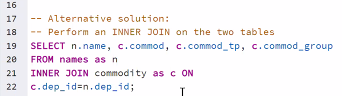 16
17 -- Alternative solution:
18 -- Perform an INNER JOIN on the two tables
19 SELECT n.name, c.commod, c.commod_tp, c.commod_group
20 FROM names as n
21 INNER JOIN commodity as c ON
22 c.dep_id=n.dep_id;